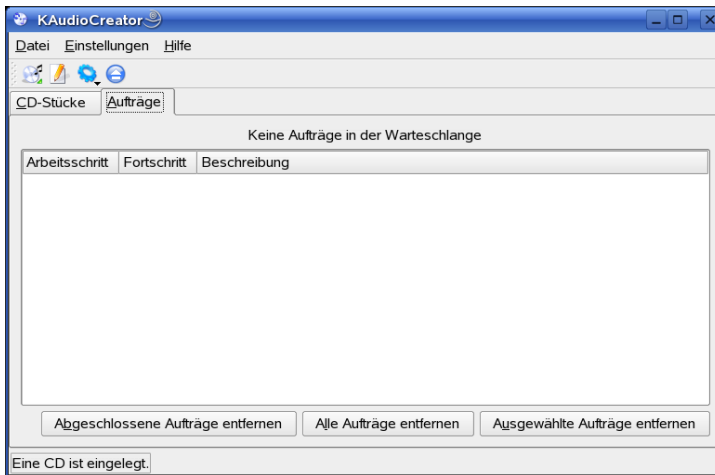 KAudioCreator
Datei Einstellungen Hilfe
CD-Stücke Aufträge
Keine Aufträge in der Warteschlange
Arbeitsschritt Fortschritt Beschreibung
Abgeschlossene Aufträge entfernen Alle Aufträge entfernen Ausgewählte Aufträge entfernen
Eine CD ist eingelegt.